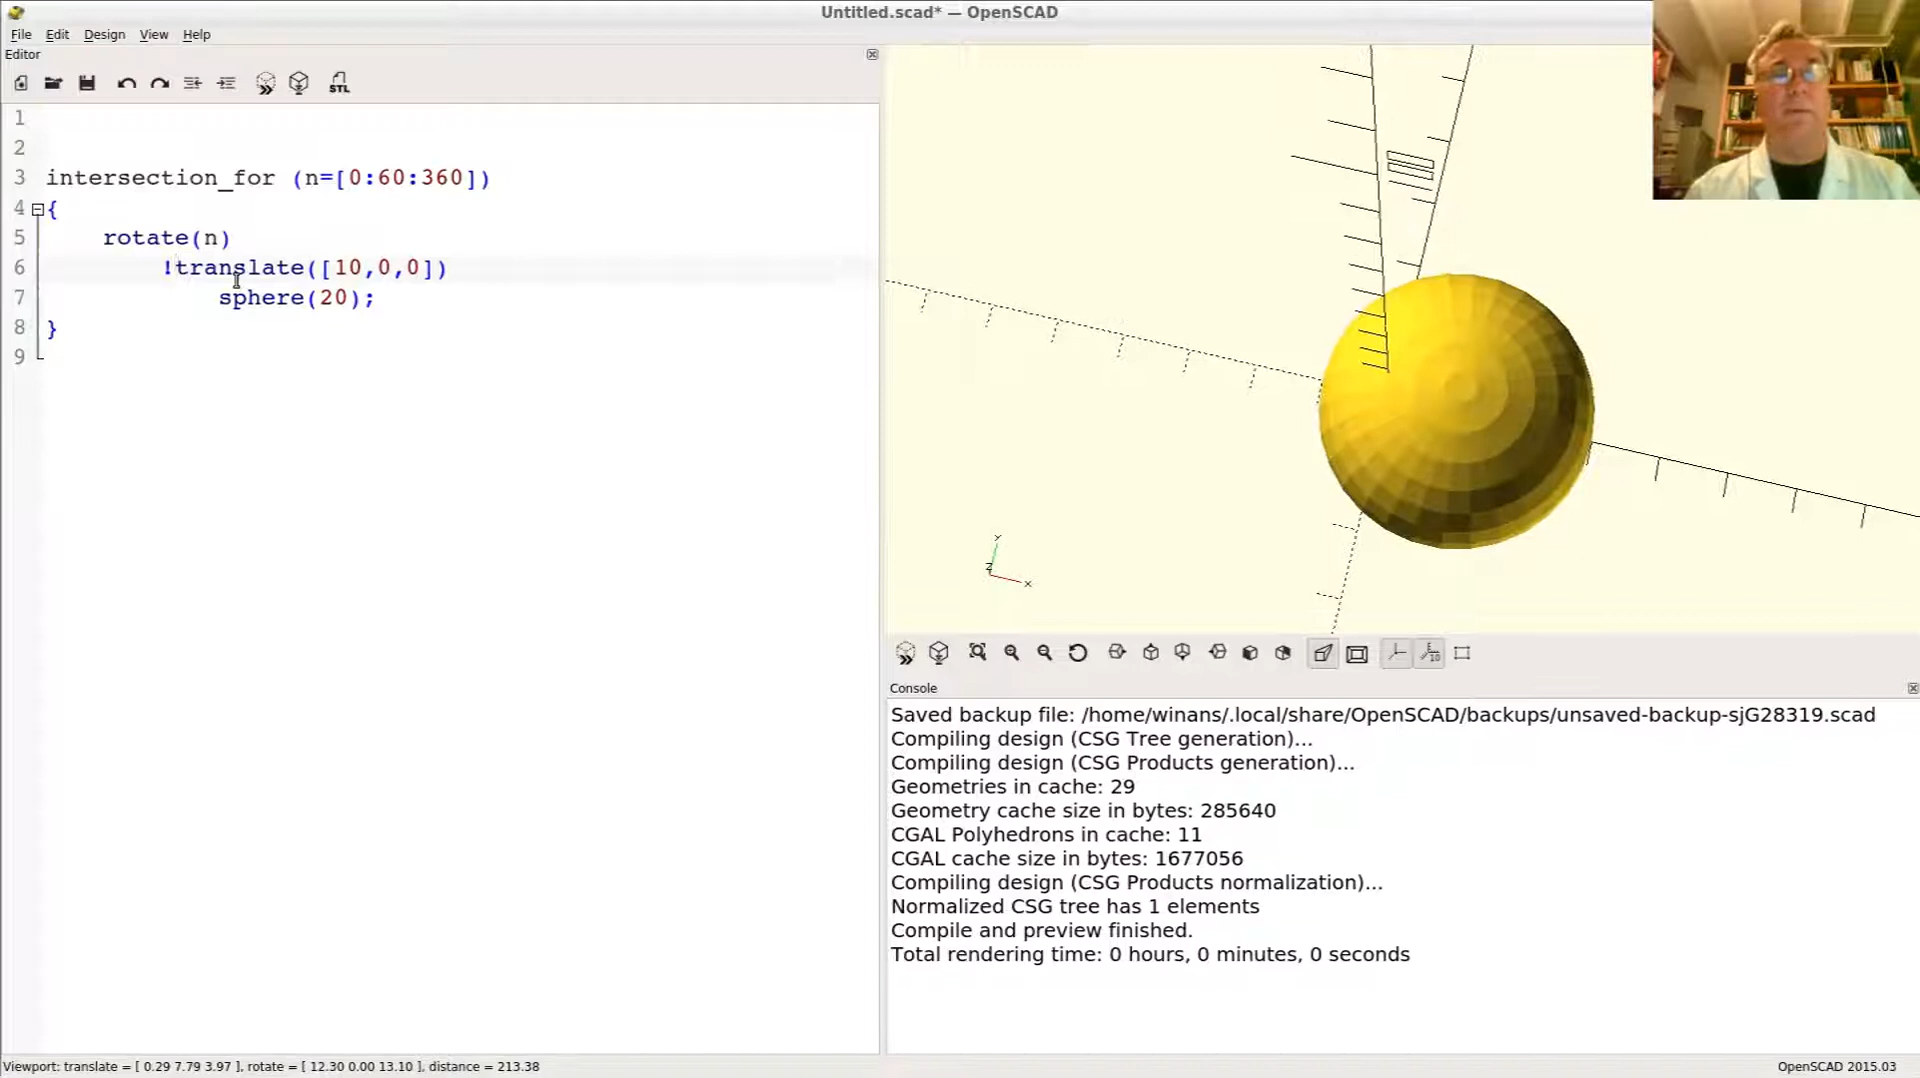 Untitled.scad* — OpenSCAD
File Edit Design View Help
Editor
STL
1
2
3 intersection_for (n=[0:60:360])
4 {
5 rotate(n)
6 !translate([10,0,0])
7 sphere(20);
8 }
9
Y
Z
X
10
Console
Saved backup file: /home/winans/.local/share/OpenSCAD/backups/unsaved-backup-sjG28319.scad
Compiling design (CSG Tree generation)...
Compiling design (CSG Products generation)...
Geometries in cache: 29
Geometry cache size in bytes: 285640
CGAL Polyhedrons in cache: 11
CGAL cache size in bytes: 1677056
Compiling design (CSG Products normalization)...
Normalized CSG tree has 1 elements
Compile and preview finished.
Total rendering time: 0 hours, 0 minutes, 0 seconds
Viewport: translate = [ 0.29 7.79 3.97 ], rotate = [ 12.30 0.00 13.10 ], distance = 213.38
OpenSCAD 2015.03